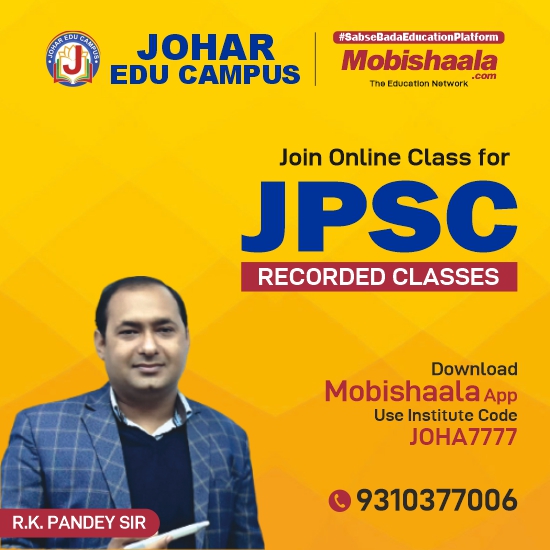 JOHAR EDU CAMPUS
J
JOHAR
EDU CAMPUS
#SabseBadaEducationPlatform
Mobishaala
.com
The Education Network
Join Online Class for
JPSC
RECORDED CLASSES
Download
Mobishaala App
Use Institute Code
JOHA7777
9310377006
R.K. PANDEY SIR